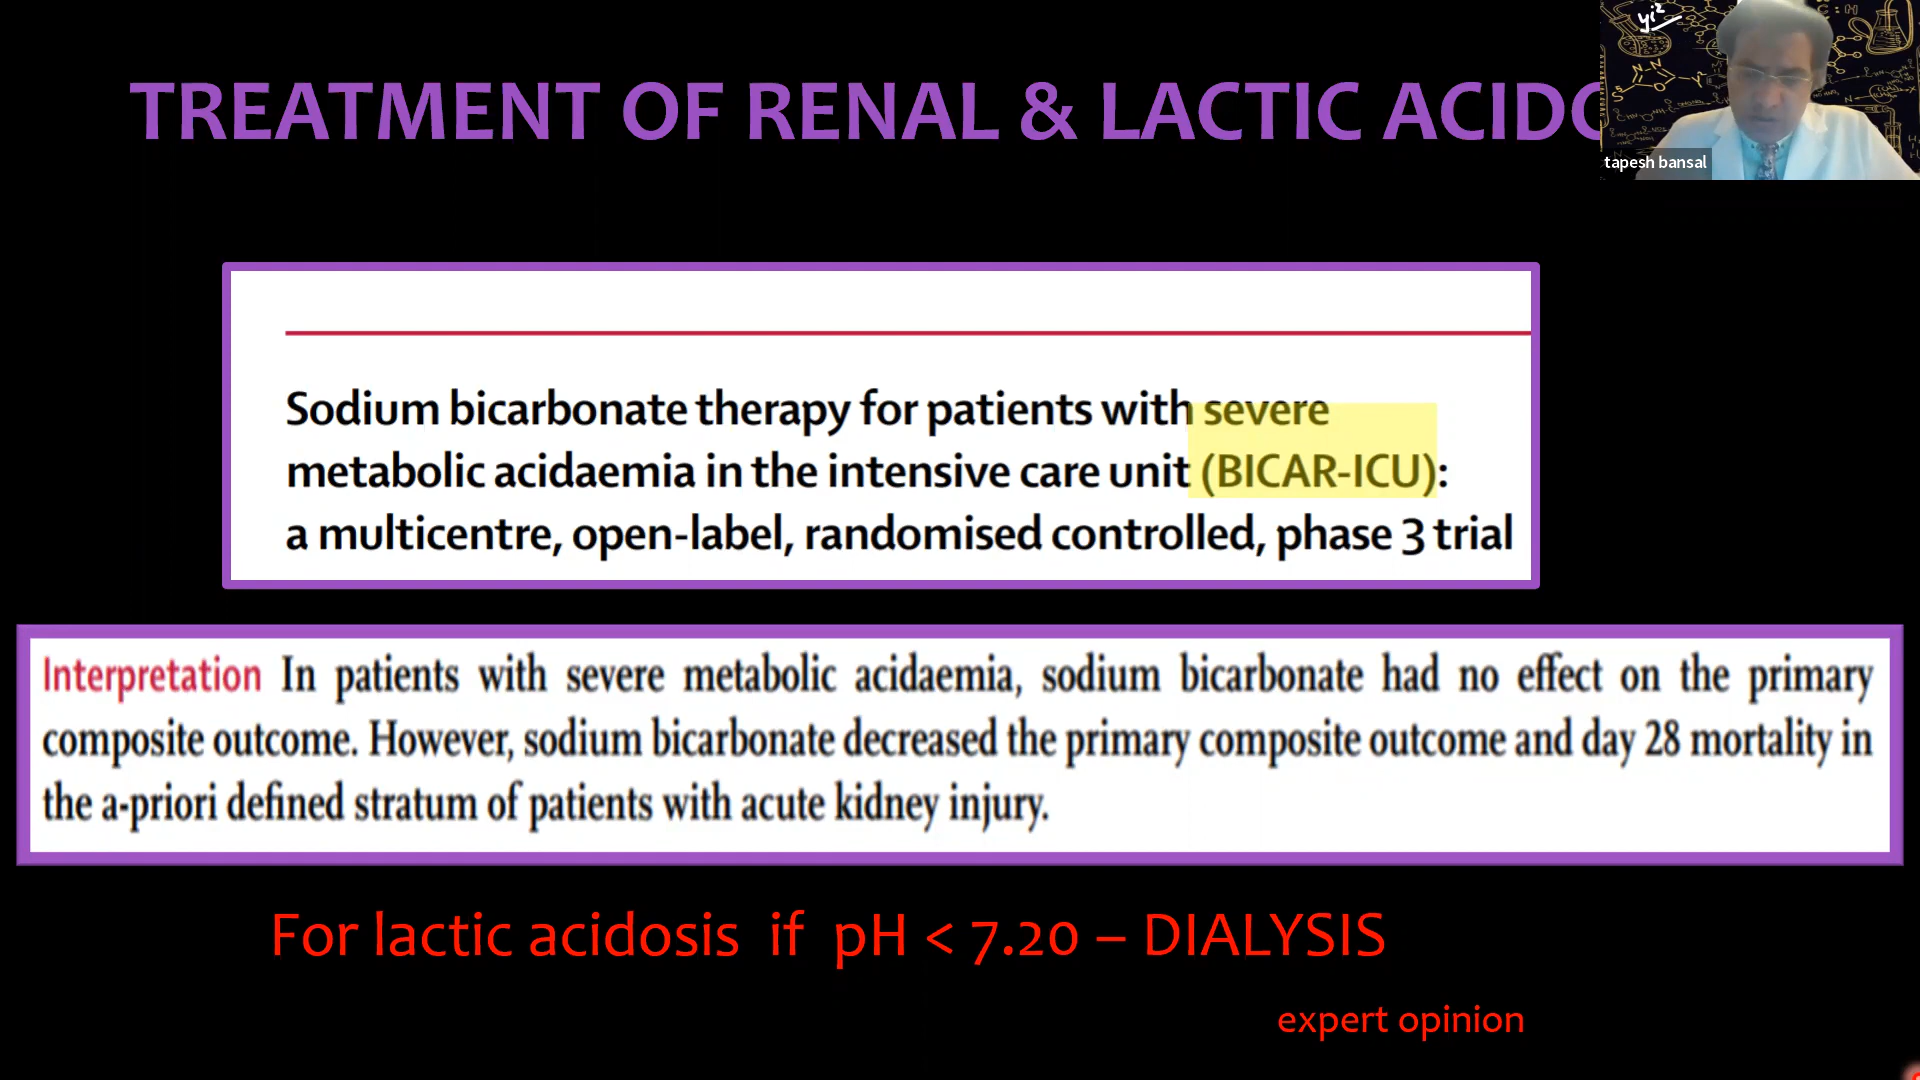 TREATMENT OF RENAL & LACTIC ACIDO
yi²
tapesh bansal
Sodium bicarbonate therapy for patients with severe
metabolic acidaemia in the intensive care unit (BICAR-ICU):
a multicentre, open-label, randomised controlled, phase 3 trial
Interpretation In patients with severe metabolic acidaemia, sodium bicarbonate had no effect on the primary
composite outcome. However, sodium bicarbonate decreased the primary composite outcome and day 28 mortality in
the a-priori defined stratum of patients with acute kidney injury.
For lactic acidosis if pH < 7.20 – DIALYSIS
expert opinion